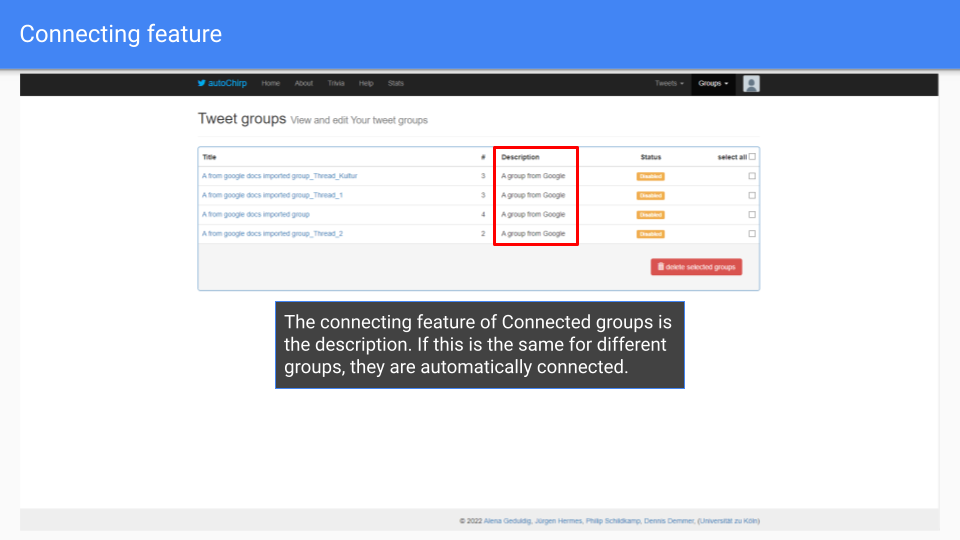 Connecting feature
autoChirp Home About Trivia Help Stats Tweets Groups
Tweet groups View and edit Your tweet groups
Title # Description Status select all
A from google docs imported group_Thread_Kultur 3 A group from Google Disabled
A from google docs imported group_Thread_1 3 A group from Google Disabled
A from google docs imported group 4 A group from Google Disabled
A from google docs imported group_Thread_2 2 A group from Google Disabled
delete selected groups
The connecting feature of Connected groups is
the description. If this is the same for different
groups, they are automatically connected.
© 2022 Alena Geduldig, Jürgen Hermes, Philip Schildkamp, Dennis Demmer, (Universität zu Köln)